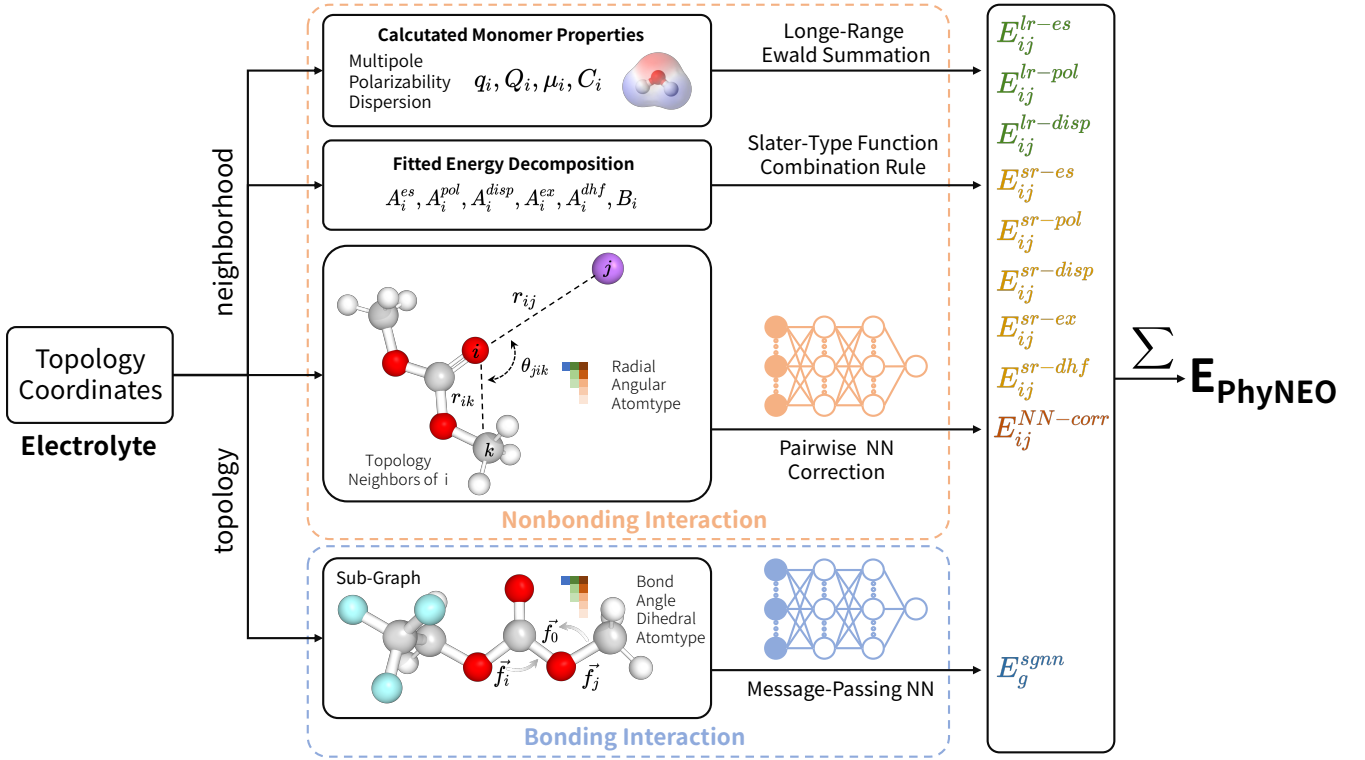 Topology
Coordinates
Electrolyte
neighborhood
topology
Calctuated Monomer Properties
Multipole
Polarizability
Dispersion
q_i, Q_i, μ_i, C_i
Longe-Range
Ewald Summation
Fitted Energy Decomposition
A_i^{es}, A_i^{pol}, A_i^{disp}, A_i^{ex}, A_i^{dhf}, B_i
Slater-Type Function
Combination Rule
j
r_{ij}
i
θ_{jik}
r_{ik}
k
Radial
Angular
Atomtype
Topology
Neighbors of i
Pairwise NN
Correction
Nonbonding Interaction
Sub-Graph
Bond
Angle
Dihedral
Atomtype
\vec{f_0}
\vec{f_i}
\vec{f_j}
Message-Passing NN
Bonding Interaction
E_{ij}^{lr-es}
E_{ij}^{lr-pol}
E_{ij}^{lr-disp}
E_{ij}^{sr-es}
E_{ij}^{sr-pol}
E_{ij}^{sr-disp}
E_{ij}^{sr-ex}
E_{ij}^{sr-dhf}
E_{ij}^{NN-corr}
E_g^{sgnn}
∑
E_{PhyNEO}